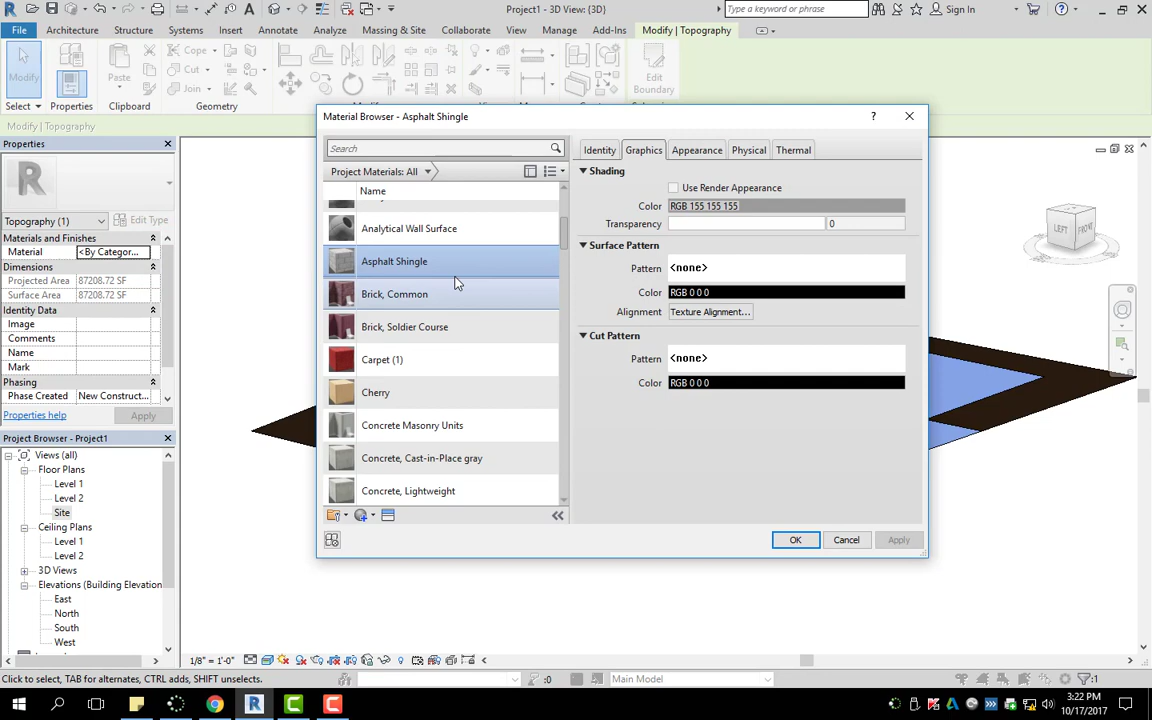 Project1 - 3D View: {3D}
Type a keyword or phrase
Sign In
File Architecture Structure Systems Insert Annotate Analyze Massing & Site Collaborate View Manage Add-Ins Modify | Topography
Modify
Paste
Cope
Cut
Join
Edit
Boundary
Select Properties Clipboard Geometry
Modify | Topography
Properties
Topography (1)
Edit Type
Materials and Finishes
Material <By Categor...
Dimensions
Projected Area 87208.72 SF
Surface Area 87208.72 SF
Identity Data
Image
Comments
Name
Mark
Phasing
Phase Created New Construct...
Properties help
Apply
Project Browser - Project1
Views (all)
Floor Plans
Level 1
Level 2
Site
Ceiling Plans
Level 1
Level 2
3D Views
Elevations (Building Elevation
East
North
South
West
Material Browser - Asphalt Shingle
?
Search
Project Materials: All
Name
Analytical Wall Surface
Asphalt Shingle
Brick, Common
Brick, Soldier Course
Carpet (1)
Cherry
Concrete Masonry Units
Concrete, Cast-in-Place gray
Concrete, Lightweight
Identity Graphics Appearance Physical Thermal
Shading
Use Render Appearance
Color RGB 155 155 155
Transparency 0
Surface Pattern
Pattern <none>
Color RGB 0 0 0
Alignment Texture Alignment...
Cut Pattern
Pattern <none>
Color RGB 0 0 0
OK Cancel Apply
LEFT FRONT
1/8" = 1'-0"
Click to select, TAB for alternates, CTRL adds, SHIFT unselects.
:0
Main Model
:1
3:22 PM
10/17/2017